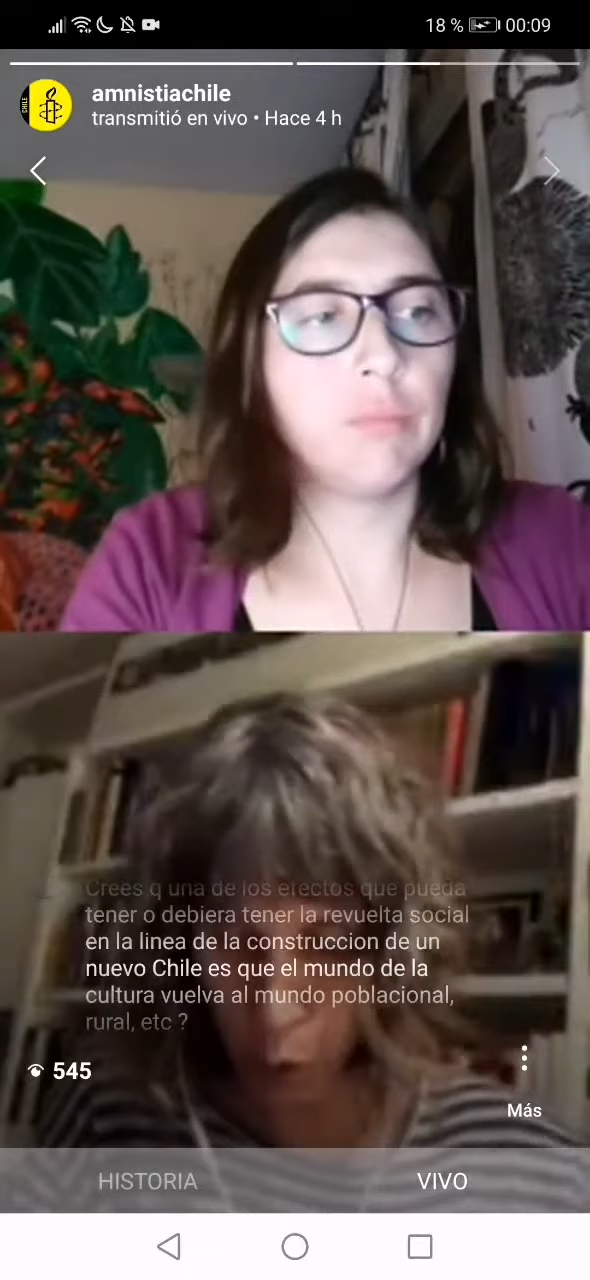 18 % 00:09
CHILE
amnistiachile
transmitió en vivo • Hace 4 h
Crees q una de los efectos que pueda
tener o debiera tener la revuelta social
en la linea de la construccion de un
nuevo Chile es que el mundo de la
cultura vuelva al mundo poblacional,
rural, etc ?
545
Más
HISTORIA VIVO